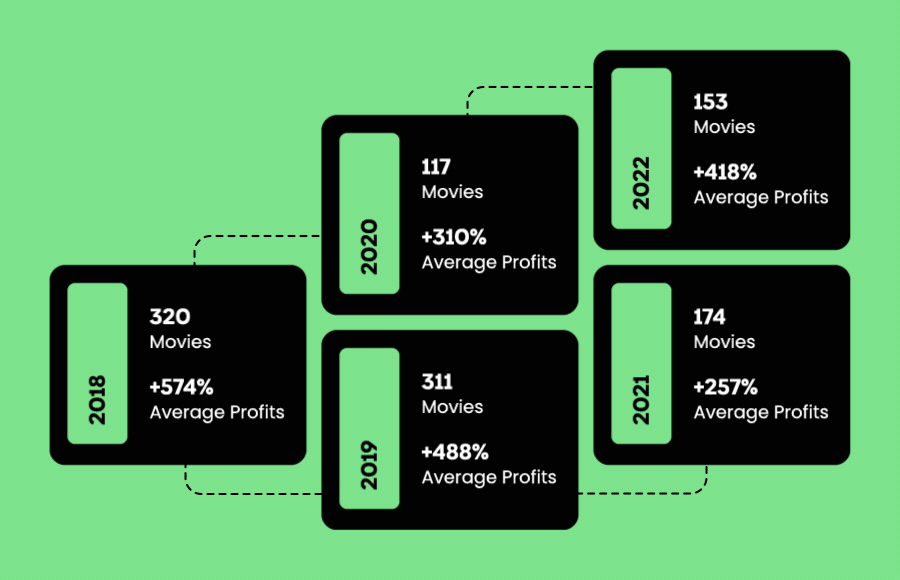 2018
320
Movies
+574%
Average Profits
2019
311
Movies
+488%
Average Profits
2020
117
Movies
+310%
Average Profits
2021
174
Movies
+257%
Average Profits
2022
153
Movies
+418%
Average Profits